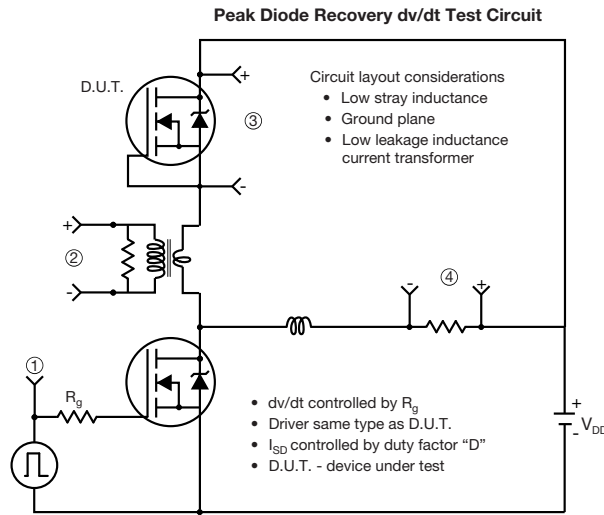 Peak Diode Recovery dv/dt Test Circuit
D.U.T.
+
③
-
Circuit layout considerations
• Low stray inductance
• Ground plane
• Low leakage inductance
current transformer
+
②
-
-
④
+
①
Rg
• dv/dt controlled by Rg
• Driver same type as D.U.T.
• ISD controlled by duty factor “D”
• D.U.T. - device under test
+
-
VDD